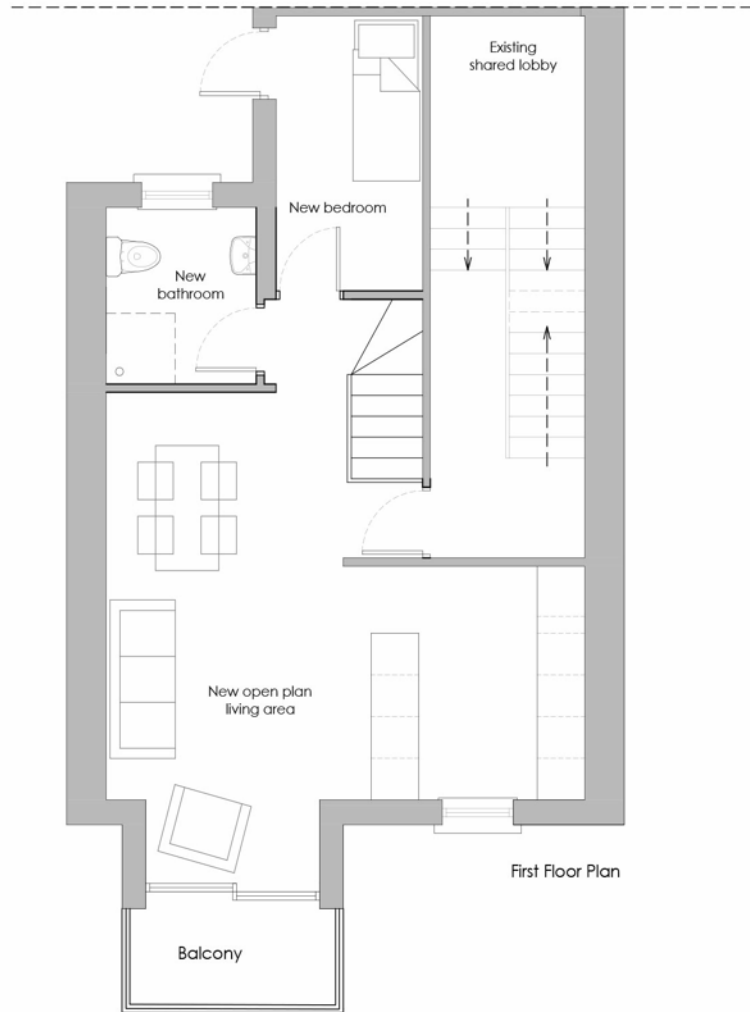 Existing
shared lobby
New bedroom
New
bathroom
New open plan
living area
First Floor Plan
Balcony